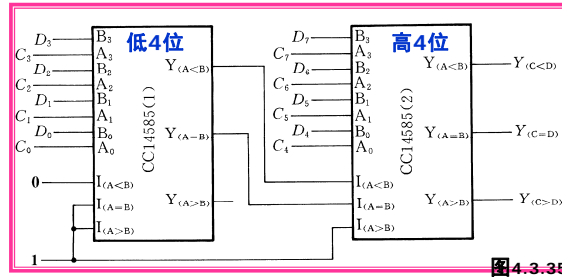 低4位
D₃ B₃
C₃ A₃
D₂ B₂
C₂ A₂
D₁ B₁
C₁ A₁
D₀ B₀
C₀ A₀
0 I(A<B)
I(A=B)
1 I(A>B)
CC14585(1)
Y(A<B)
Y(A=B)
Y(A>B)
高4位
D₇ B₃
C₇ A₃
D₆ B₂
C₆ A₂
D₅ B₁
C₅ A₁
D₄ B₀
C₄ A₀
I(A<B)
I(A=B)
I(A>B)
CC14585(2)
Y(A<B) Y(C<D)
Y(A=B) Y(C=D)
Y(A>B) Y(C>D)
图4.3.35